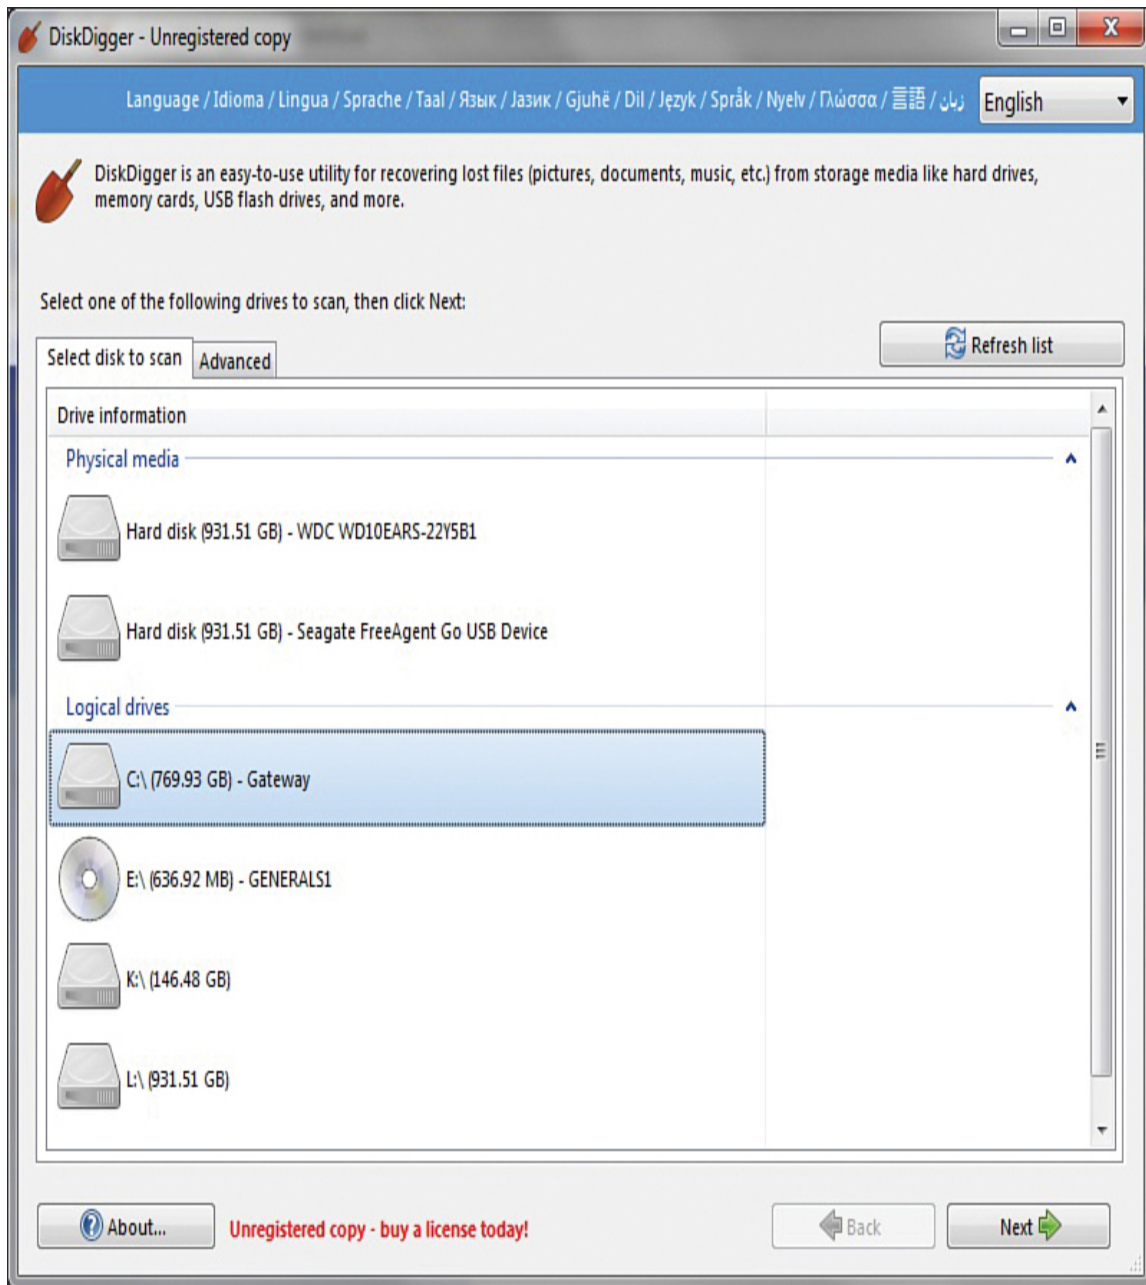 DiskDigger - Unregistered copy
Language / Idioma / Lingua / Sprache / Taal / Язык / Јазик / Gjuhë / Dil / Język / Språk / Nyelv / Γλώσσα / 言語 / زبان
English
DiskDigger is an easy-to-use utility for recovering lost files (pictures, documents, music, etc.) from storage media like hard drives,
memory cards, USB flash drives, and more.
Select one of the following drives to scan, then click Next:
Refresh list
Select disk to scan
Advanced
Drive information
Physical media
Hard disk (931.51 GB) - WDC WD10EARS-22Y5B1
Hard disk (931.51 GB) - Seagate FreeAgent Go USB Device
Logical drives
C:\ (769.93 GB) - Gateway
E:\ (636.92 MB) - GENERALS1
K:\ (146.48 GB)
L:\ (931.51 GB)
About...
Unregistered copy - buy a license today!
Back
Next